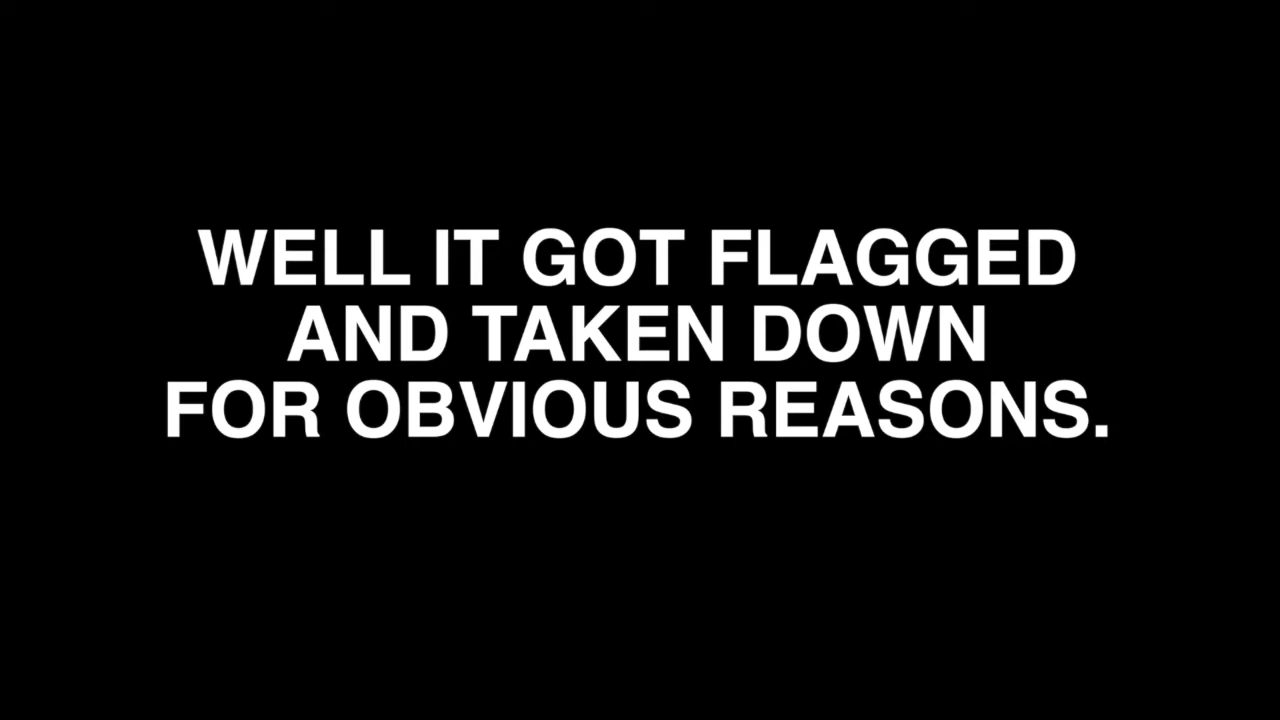 WELL IT GOT FLAGGED
AND TAKEN DOWN
FOR OBVIOUS REASONS.